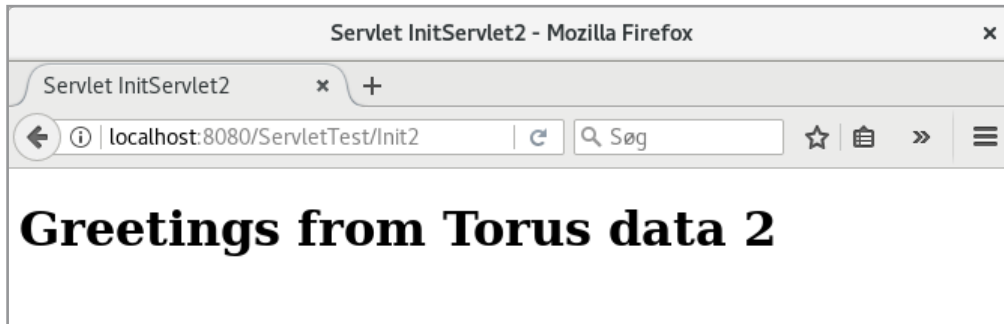 Servlet InitServlet2 - Mozilla Firefox
Servlet InitServlet2
localhost:8080/ServletTest/Init2
Søg
Greetings from Torus data 2